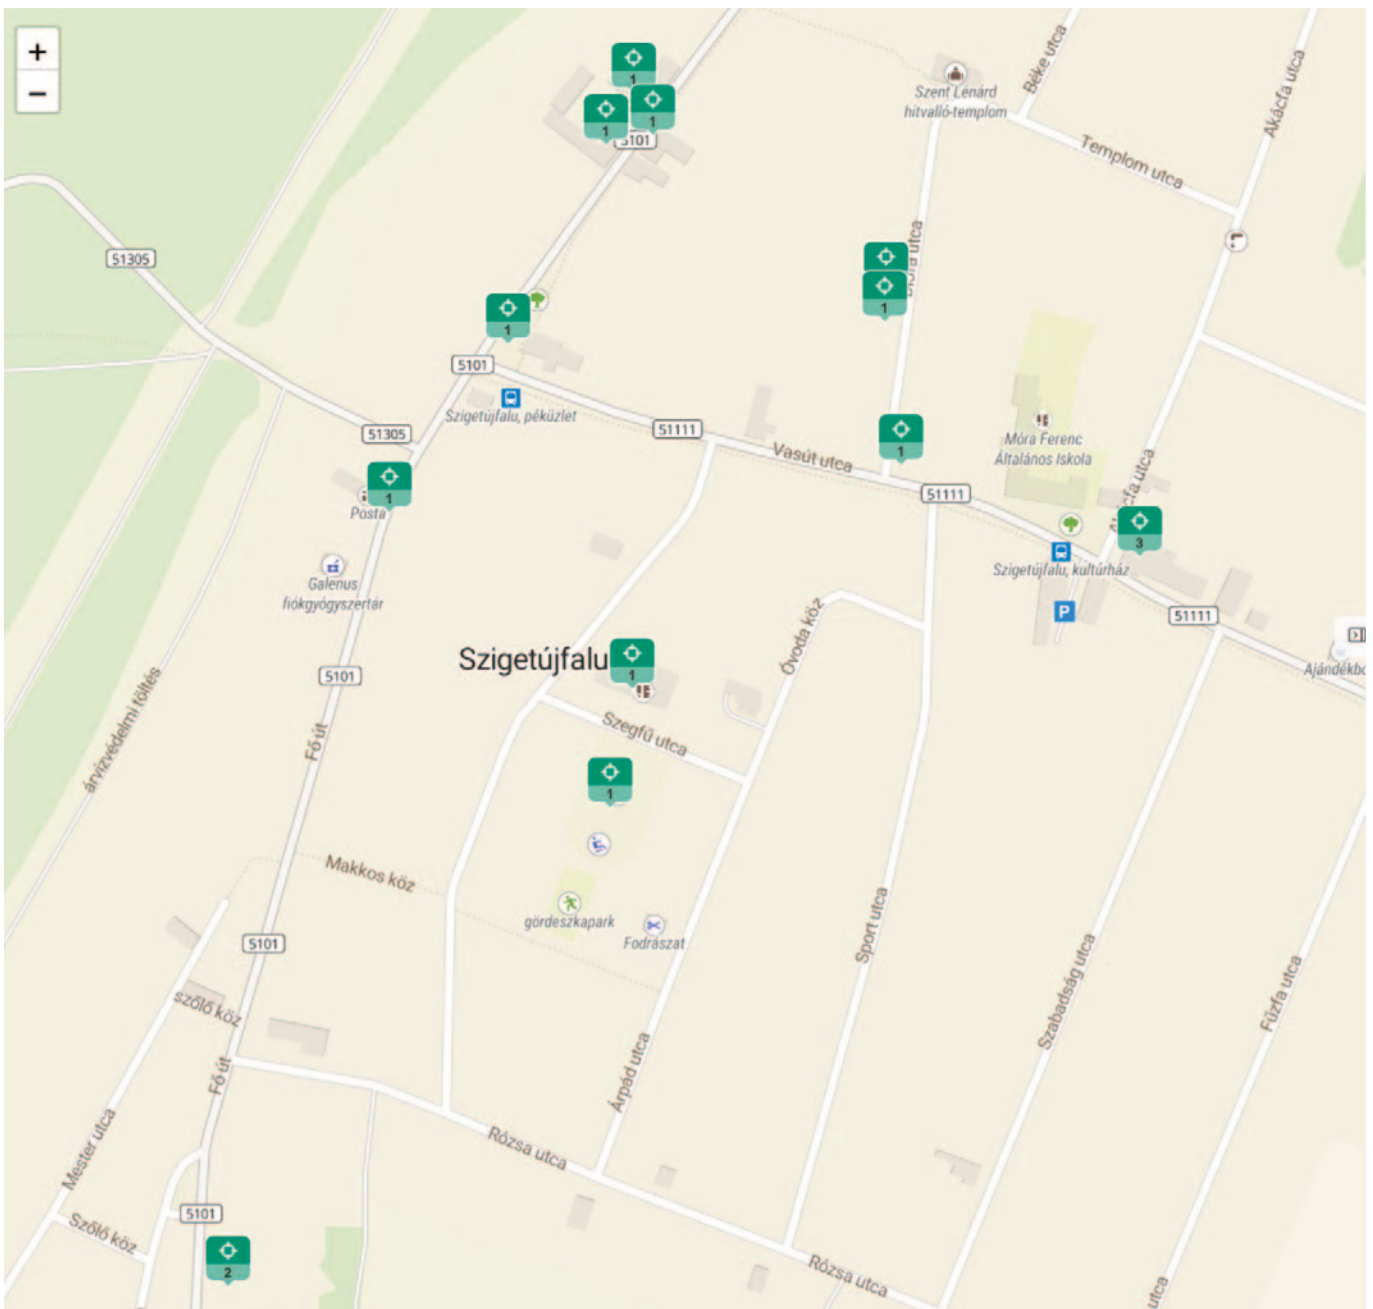 +
−
1
1
1
5101
Szent Lénárd
hitvalló-templom
Béke utca
Akácfa utca
Templom utca
51305
utca
1
1
5101
Szigetújfalu, péküzlet
51305
51111
Vasút utca
1
Móra Ferenc
Általános Iskola
51111
1
Posta
3
Szigetújfalu, kultúrház
P
51111
Galenus
fiókgyógyszertár
Óvoda köz
Szigetújfalu
1
5101
Szegfű utca
árvízvédelmi töltés
Fő út
1
Makkos köz
gördeszkapark
Fodrászat
5101
Sport utca
Szabadság utca
Fűzfa utca
szőlő köz
Fő út
Árpád utca
Mester utca
Rózsa utca
5101
Szőlő köz
2
Rózsa utca
utca